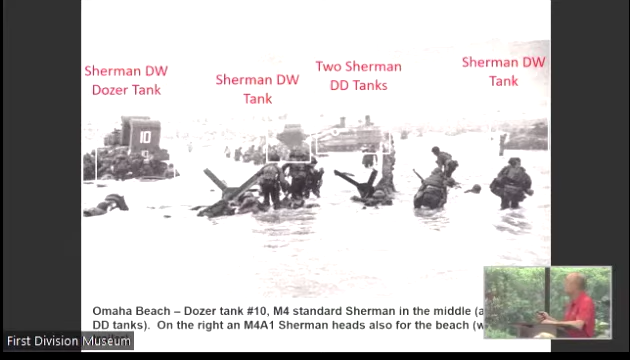 Sherman DW
Dozer Tank
Sherman DW
Tank
Two Sherman
DD Tanks
Sherman DW
Tank
10
Omaha Beach – Dozer tank #10, M4 standard Sherman in the middle (a
DD tanks). On the right an M4A1 Sherman heads also for the beach (w
First Division Museum